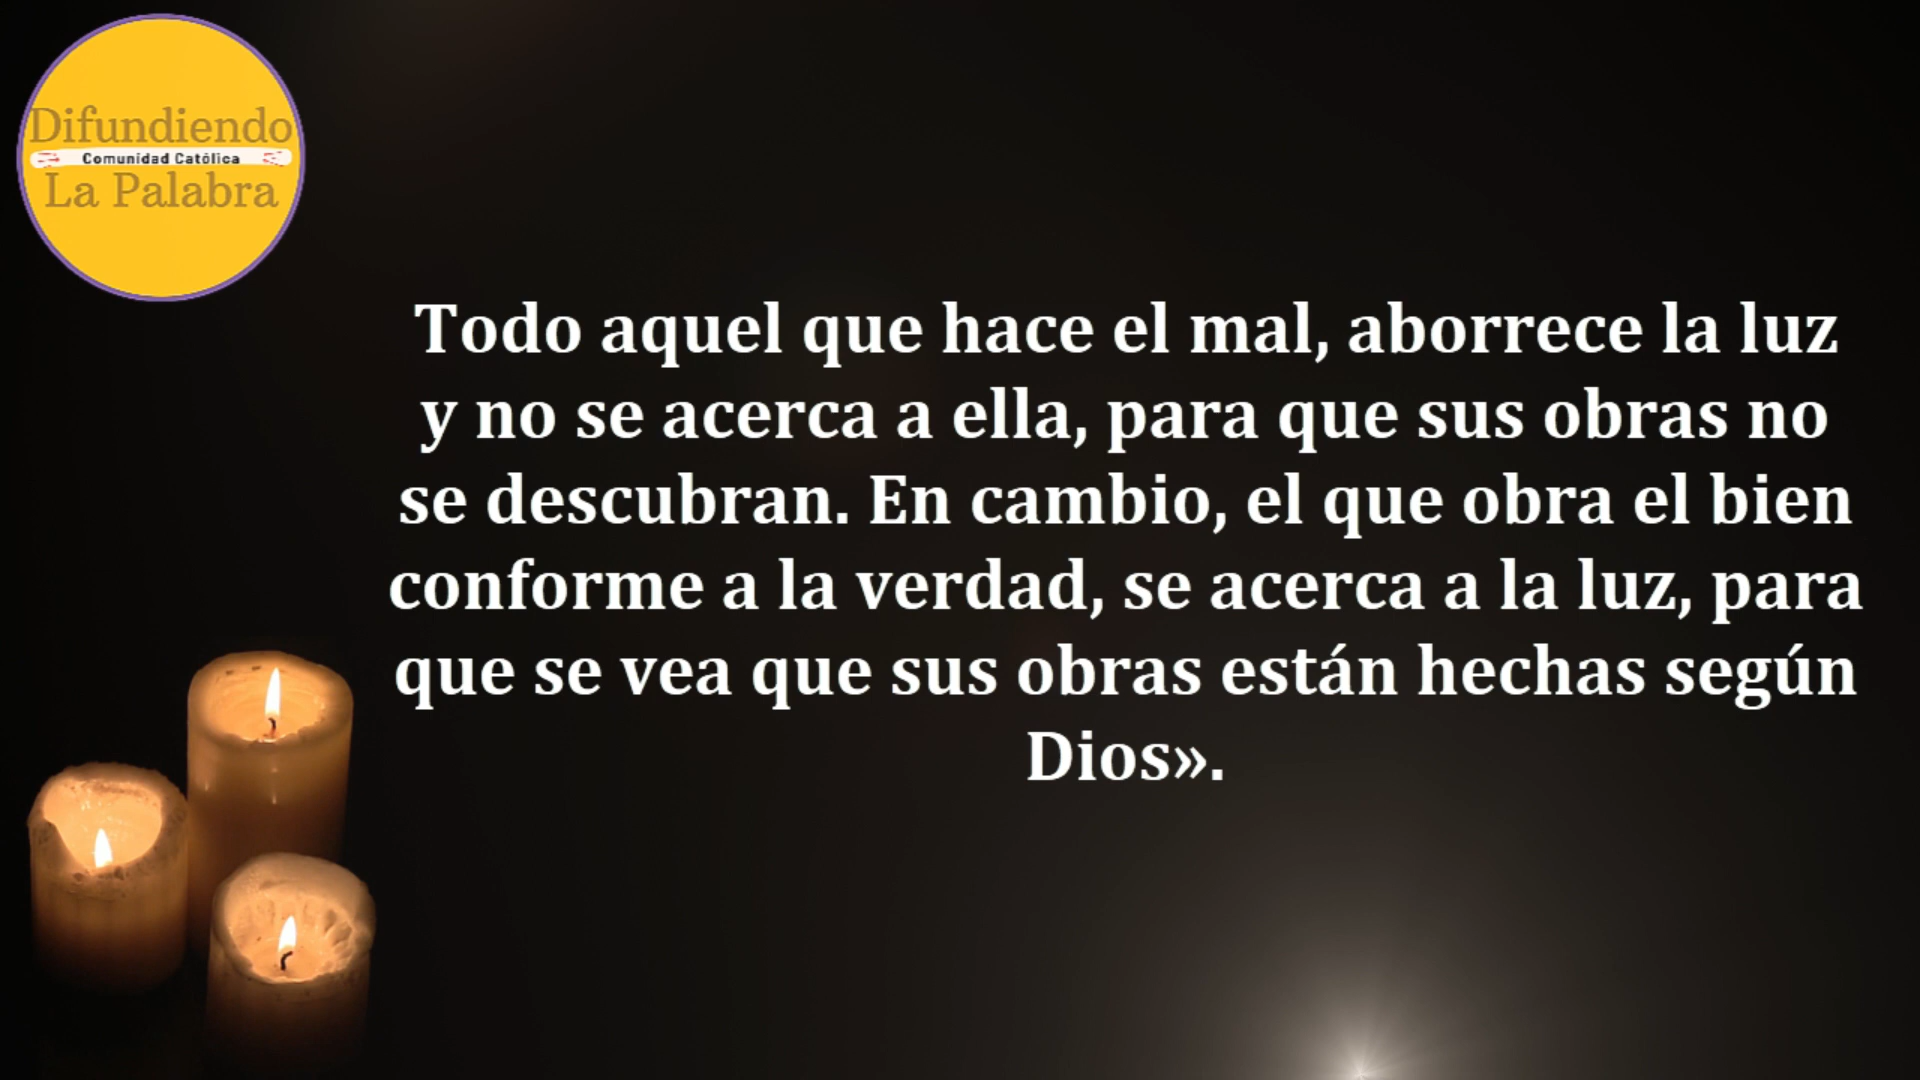 Difundiendo
Comunidad Católica
La Palabra
Todo aquel que hace el mal, aborrece la luz
y no se acerca a ella, para que sus obras no
se descubran. En cambio, el que obra el bien
conforme a la verdad, se acerca a la luz, para
que se vea que sus obras están hechas según
Dios».